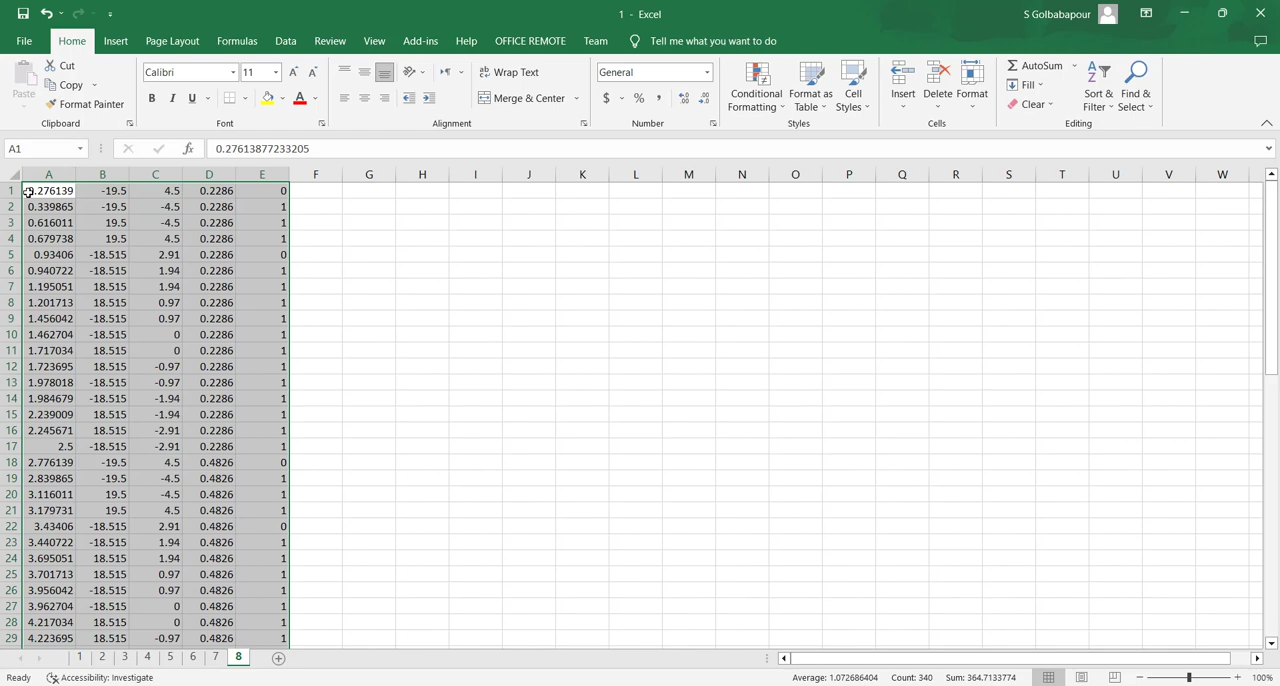 1 - Excel
S Golbabapour
File Home Insert Page Layout Formulas Data Review View Add-ins Help OFFICE REMOTE Team Tell me what you want to do
Paste
Cut
Copy
Format Painter
Clipboard
Calibri 11
B I U
Font
Wrap Text
Merge & Center
Alignment
General
$ % ,
Number
Conditional Formatting
Format as Table
Cell Styles
Styles
Insert Delete Format
Cells
AutoSum
Fill
Clear
Sort & Filter
Find & Select
Editing
A1 fx 0.27613877233205
A B C D E F G H I J K L M N O P Q R S T U V W
1 0.276139 -19.5 4.5 0.2286 0
2 0.339865 -19.5 -4.5 0.2286 1
3 0.616011 19.5 -4.5 0.2286 1
4 0.679738 19.5 4.5 0.2286 1
5 0.93406 -18.515 2.91 0.2286 0
6 0.940722 -18.515 1.94 0.2286 1
7 1.195051 18.515 1.94 0.2286 1
8 1.201713 18.515 0.97 0.2286 1
9 1.456042 -18.515 0.97 0.2286 1
10 1.462704 -18.515 0 0.2286 1
11 1.717034 18.515 0 0.2286 1
12 1.723695 18.515 -0.97 0.2286 1
13 1.978018 -18.515 -0.97 0.2286 1
14 1.984679 -18.515 -1.94 0.2286 1
15 2.239009 18.515 -1.94 0.2286 1
16 2.245671 18.515 -2.91 0.2286 1
17 2.5 -18.515 -2.91 0.2286 1
18 2.776139 -19.5 4.5 0.4826 0
19 2.839865 -19.5 -4.5 0.4826 1
20 3.116011 19.5 -4.5 0.4826 1
21 3.179731 19.5 4.5 0.4826 1
22 3.43406 -18.515 2.91 0.4826 0
23 3.440722 -18.515 1.94 0.4826 1
24 3.695051 18.515 1.94 0.4826 1
25 3.701713 18.515 0.97 0.4826 1
26 3.956042 -18.515 0.97 0.4826 1
27 3.962704 -18.515 0 0.4826 1
28 4.217034 18.515 0 0.4826 1
29 4.223695 18.515 -0.97 0.4826 1
1 2 3 4 5 6 7 8
Ready Accessibility: Investigate Average: 1.072686404 Count: 340 Sum: 364.7133774 100%